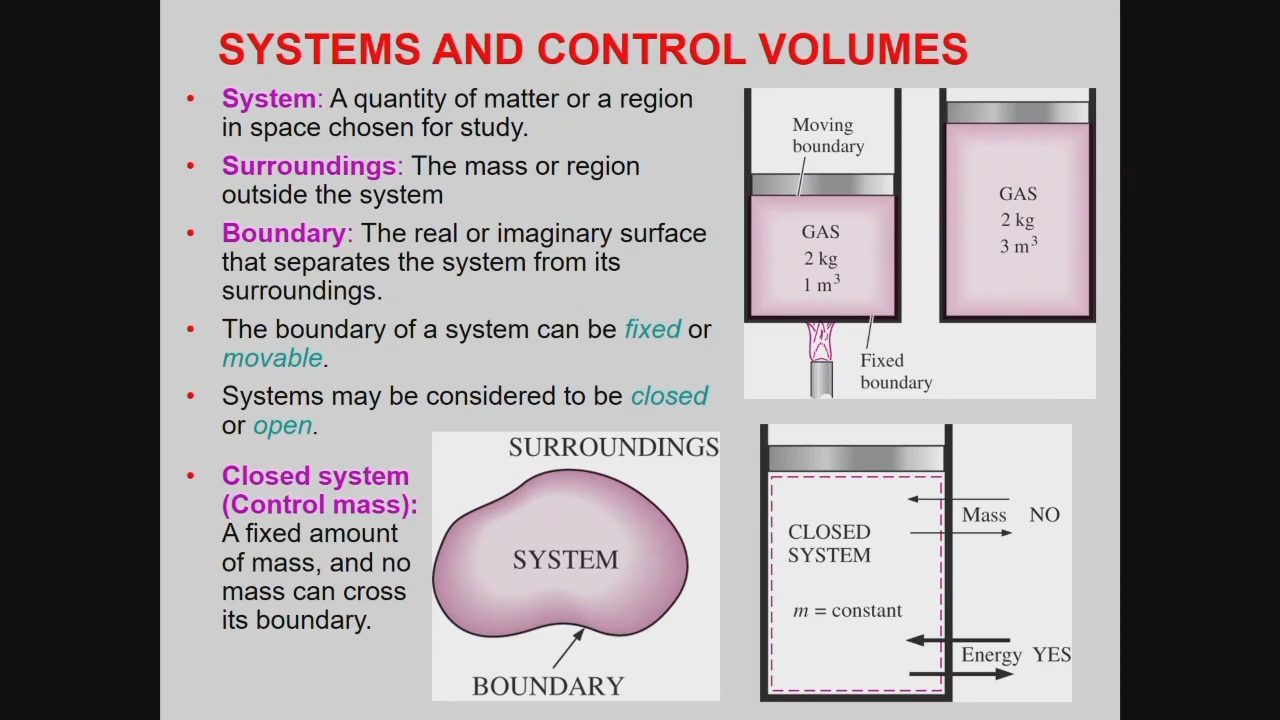 SYSTEMS AND CONTROL VOLUMES
• System: A quantity of matter or a region
in space chosen for study.
• Surroundings: The mass or region
outside the system
• Boundary: The real or imaginary surface
that separates the system from its
surroundings.
• The boundary of a system can be fixed or
movable.
• Systems may be considered to be closed
or open.
• Closed system
(Control mass):
A fixed amount
of mass, and no
mass can cross
its boundary.
SURROUNDINGS
SYSTEM
BOUNDARY
Moving
boundary
GAS
2 kg
1 m³
Fixed
boundary
GAS
2 kg
3 m³
CLOSED
SYSTEM
m = constant
Mass NO
Energy YES